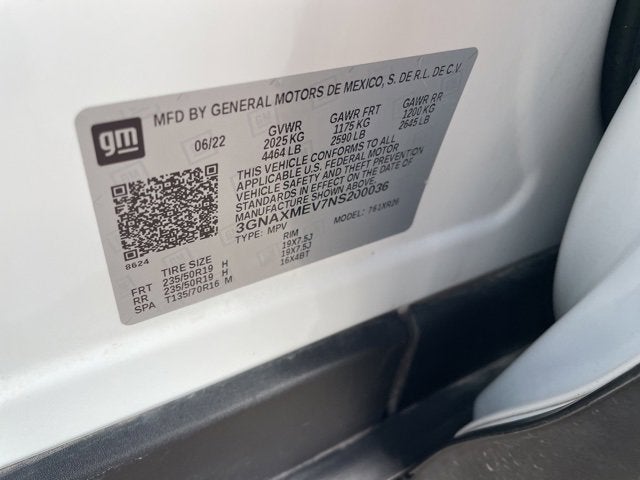 gm
MFD BY GENERAL MOTORS DE MEXICO, S. DE R.L. DE C.V.
06/22 GVWR GAWR FRT GAWR RR
2025 KG 1175 KG 1200 KG
4464 LB 2590 LB 2645 LB
THIS VEHICLE CONFORMS TO ALL
APPLICABLE U.S. FEDERAL MOTOR
VEHICLE SAFETY AND THEFT PREVENTION
STANDARDS IN EFFECT ON THE DATE OF
MANUFACTURE SHOWN ABOVE.
3GNAXMEV7NS200036
TYPE: MPV MODEL: 761XR26
8624
TIRE SIZE RIM
FRT 235/50R19 H 19X7.5J
RR 235/50R19 H 19X7.5J
SPA T135/70R16 M 16X4BT